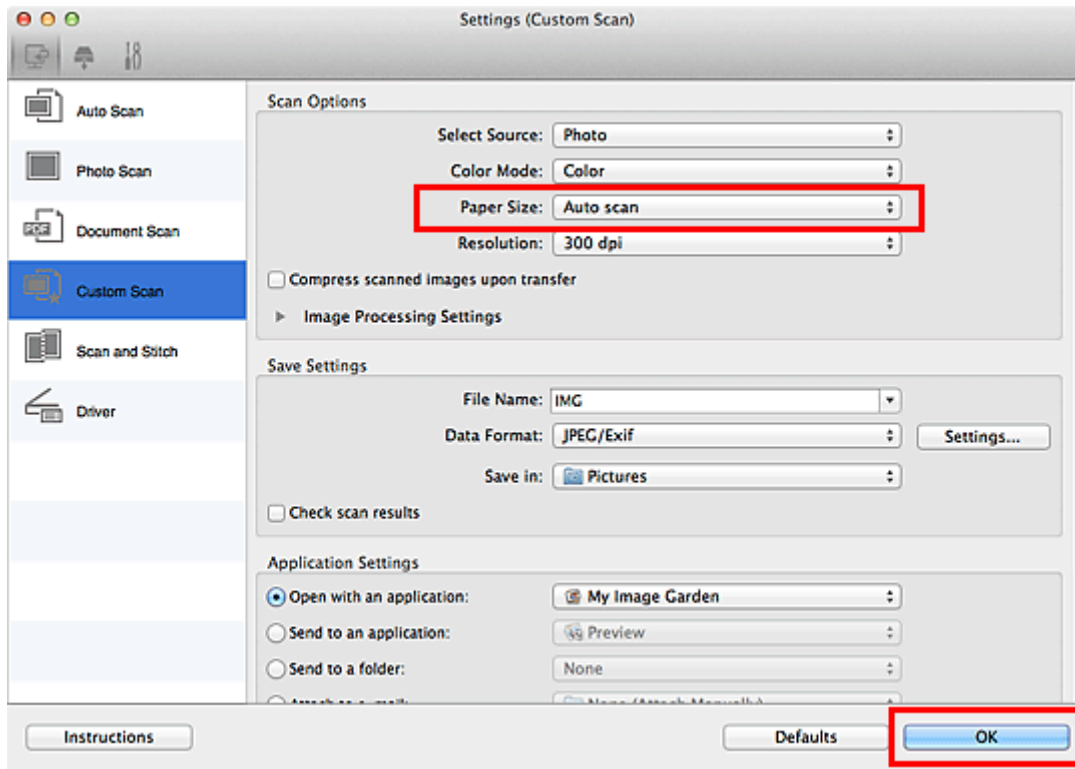 Settings (Custom Scan)
Auto Scan
Photo Scan
PDF
Document Scan
Custom Scan
Scan and Stitch
Driver
Scan Options
Select Source: Photo
Color Mode: Color
Paper Size: Auto scan
Resolution: 300 dpi
Compress scanned images upon transfer
Image Processing Settings
Save Settings
File Name: IMG
Data Format: JPEG/Exif Settings...
Save in: Pictures
Check scan results
Application Settings
Open with an application: My Image Garden
Send to an application: Preview
Send to a folder: None
Instructions Defaults OK